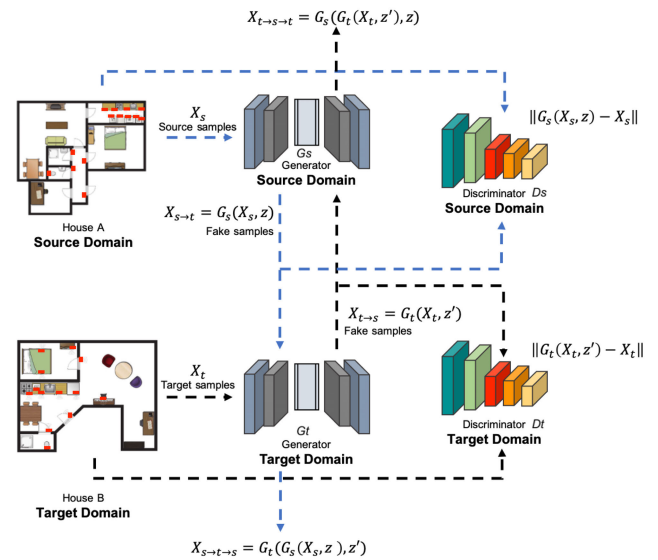 X_{t→s→t} = G_s(G_t(X_t, z′), z)
X_s
Source samples
‖G_s(X_s, z) − X_s‖
Gs
Generator
Source Domain
Discriminator Ds
Source Domain
House A
Source Domain
X_{s→t} = G_s(X_s, z)
Fake samples
X_{t→s} = G_t(X_t, z′)
Fake samples
X_t
Target samples
‖G_t(X_t, z′) − X_t‖
Gt
Generator
Target Domain
Discriminator Dt
Target Domain
House B
Target Domain
X_{s→t→s} = G_t(G_s(X_s, z ), z′)